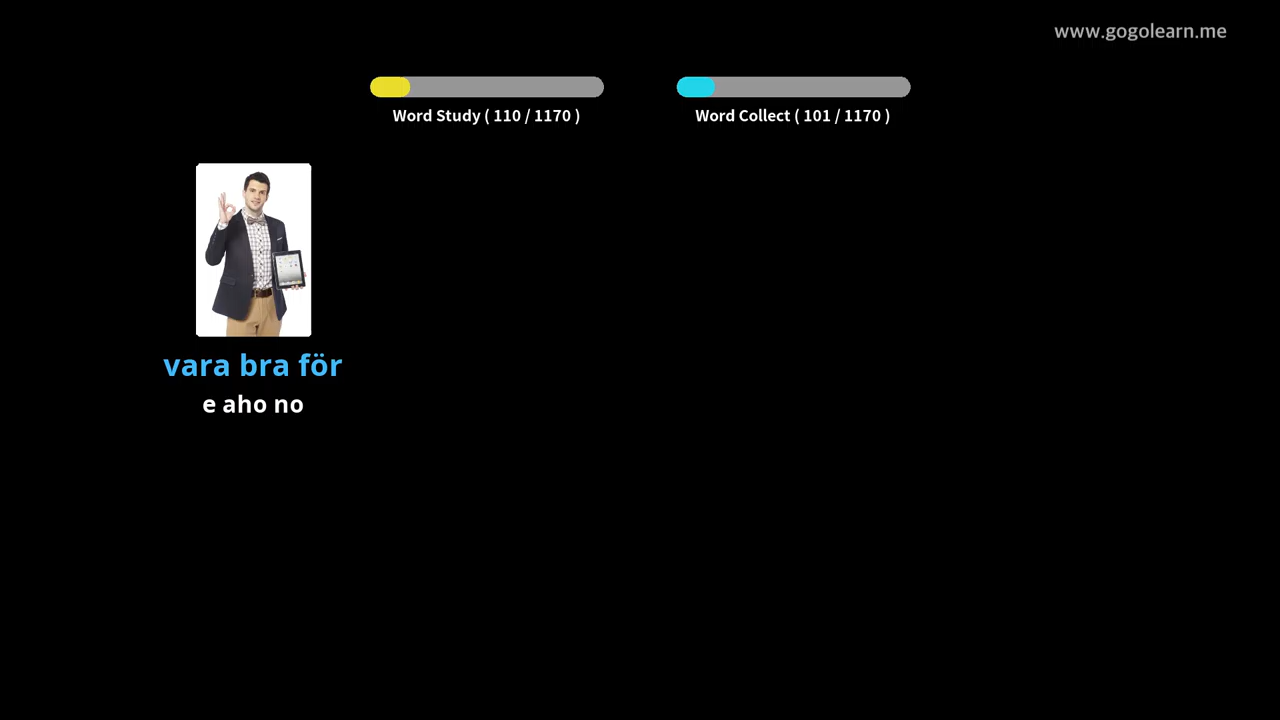 www.gogolearn.me
Word Study ( 110 / 1170 )
Word Collect ( 101 / 1170 )
vara bra för
e aho no